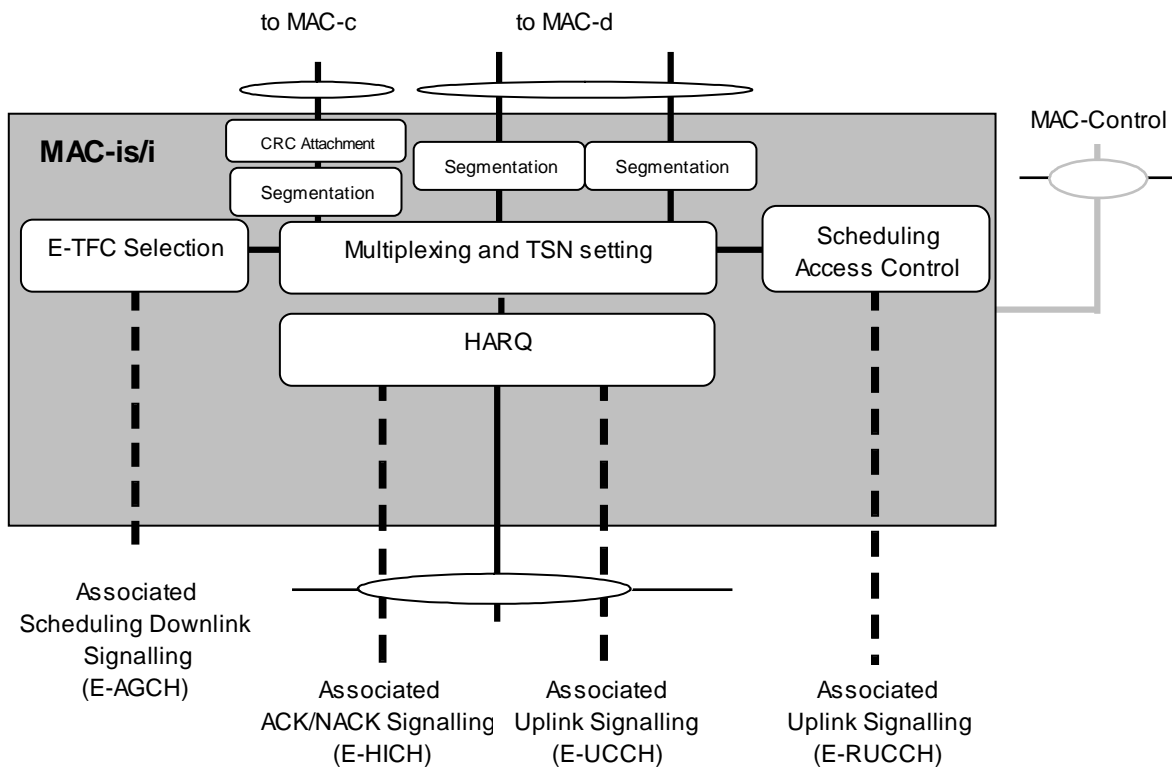 to MAC-c
to MAC-d
MAC-Control
MAC-is/i
CRC Attachment
Segmentation
Segmentation
Segmentation
E-TFC Selection
Multiplexing and TSN setting
Scheduling
Access Control
HARQ
Associated
Scheduling Downlink
Signalling
(E-AGCH)
Associated
ACK/NACK Signalling
(E-HICH)
Associated
Uplink Signalling
(E-UCCH)
Associated
Uplink Signalling
(E-RUCCH)